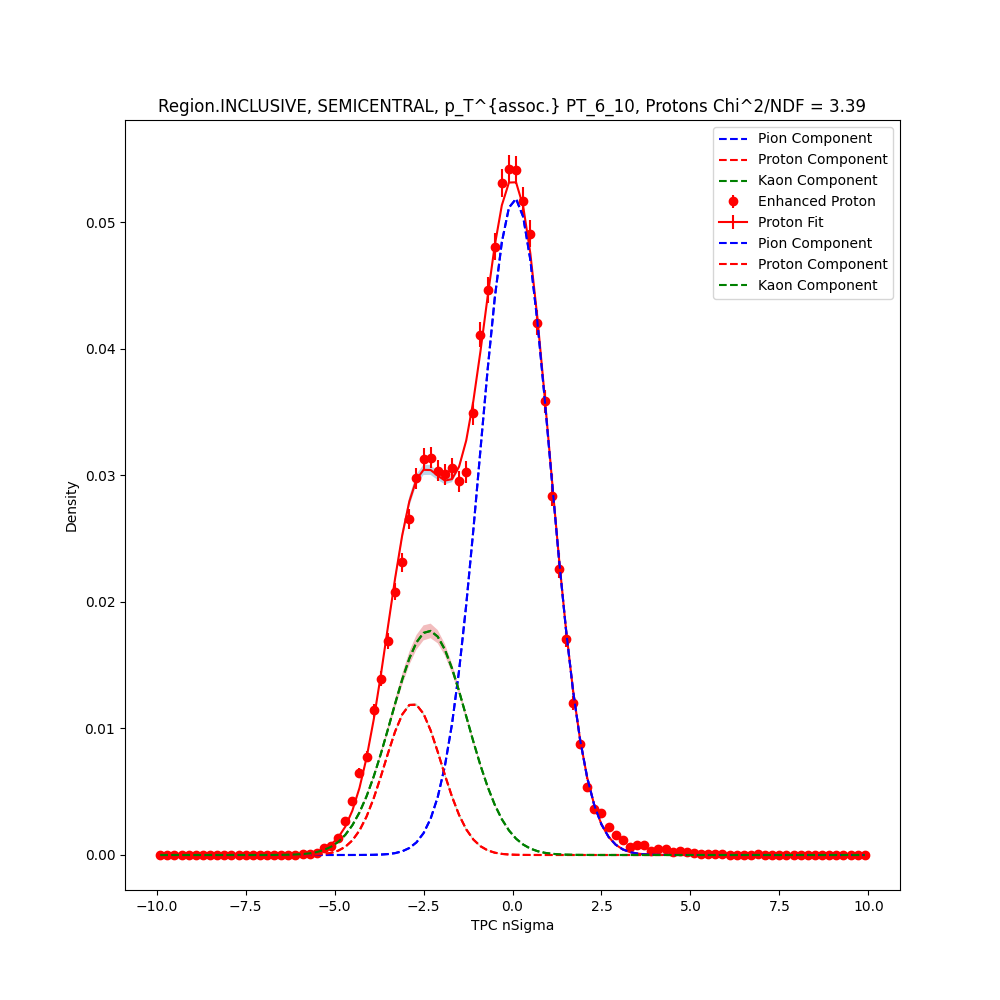 Region.INCLUSIVE, SEMICENTRAL, p_T^{assoc.} PT_6_10, Protons Chi^2/NDF = 3.39
Pion Component
Proton Component
Kaon Component
Enhanced Proton
Proton Fit
Pion Component
Proton Component
Kaon Component
0.05
0.04
0.03
0.02
0.01
0.00
Density
−10.0 −7.5 −5.0 −2.5 0.0 2.5 5.0 7.5 10.0
TPC nSigma